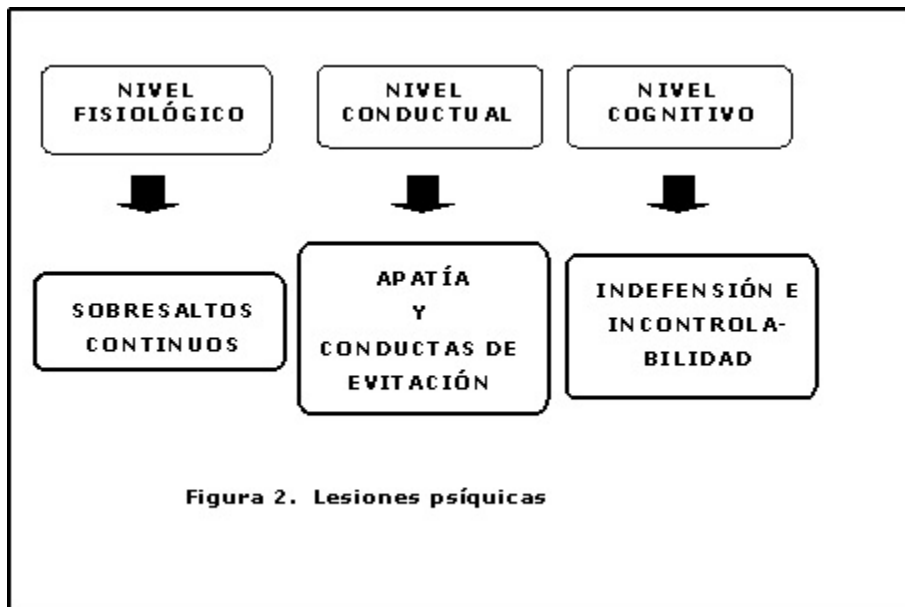 NIVEL
FISIOLÓGICO
NIVEL
CONDUCTUAL
NIVEL
COGNITIVO
SOBRESALTOS
CONTINUOS
APATÍA
Y
CONDUCTAS DE
EVITACIÓN
INDEFENSIÓN E
INCONTROLA-
BILIDAD
Figura 2. Lesiones psíquicas